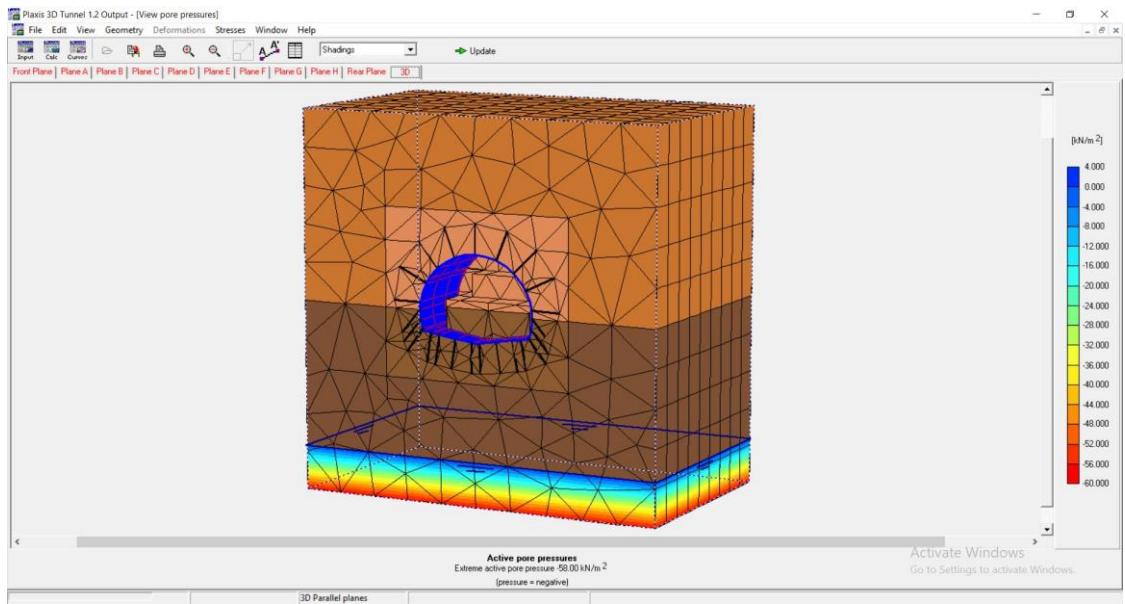 Plaxis 3D Tunnel 1.2 Output - [View pore pressures]
File Edit View Geometry Deformations Stresses Window Help
Input Calc Curves A A* Shadings Update
Front Plane Plane A Plane B Plane C Plane D Plane E Plane F Plane G Plane H Rear Plane 3D
[kN/m 2]
4.000
0.000
-4.000
-8.000
-12.000
-16.000
-20.000
-24.000
-28.000
-32.000
-36.000
-40.000
-44.000
-48.000
-52.000
-56.000
-60.000
Active pore pressures
Extreme active pore pressure -58.00 kN/m 2
(pressure = negative)
Activate Windows
Go to Settings to activate Windows.
3D Parallel planes